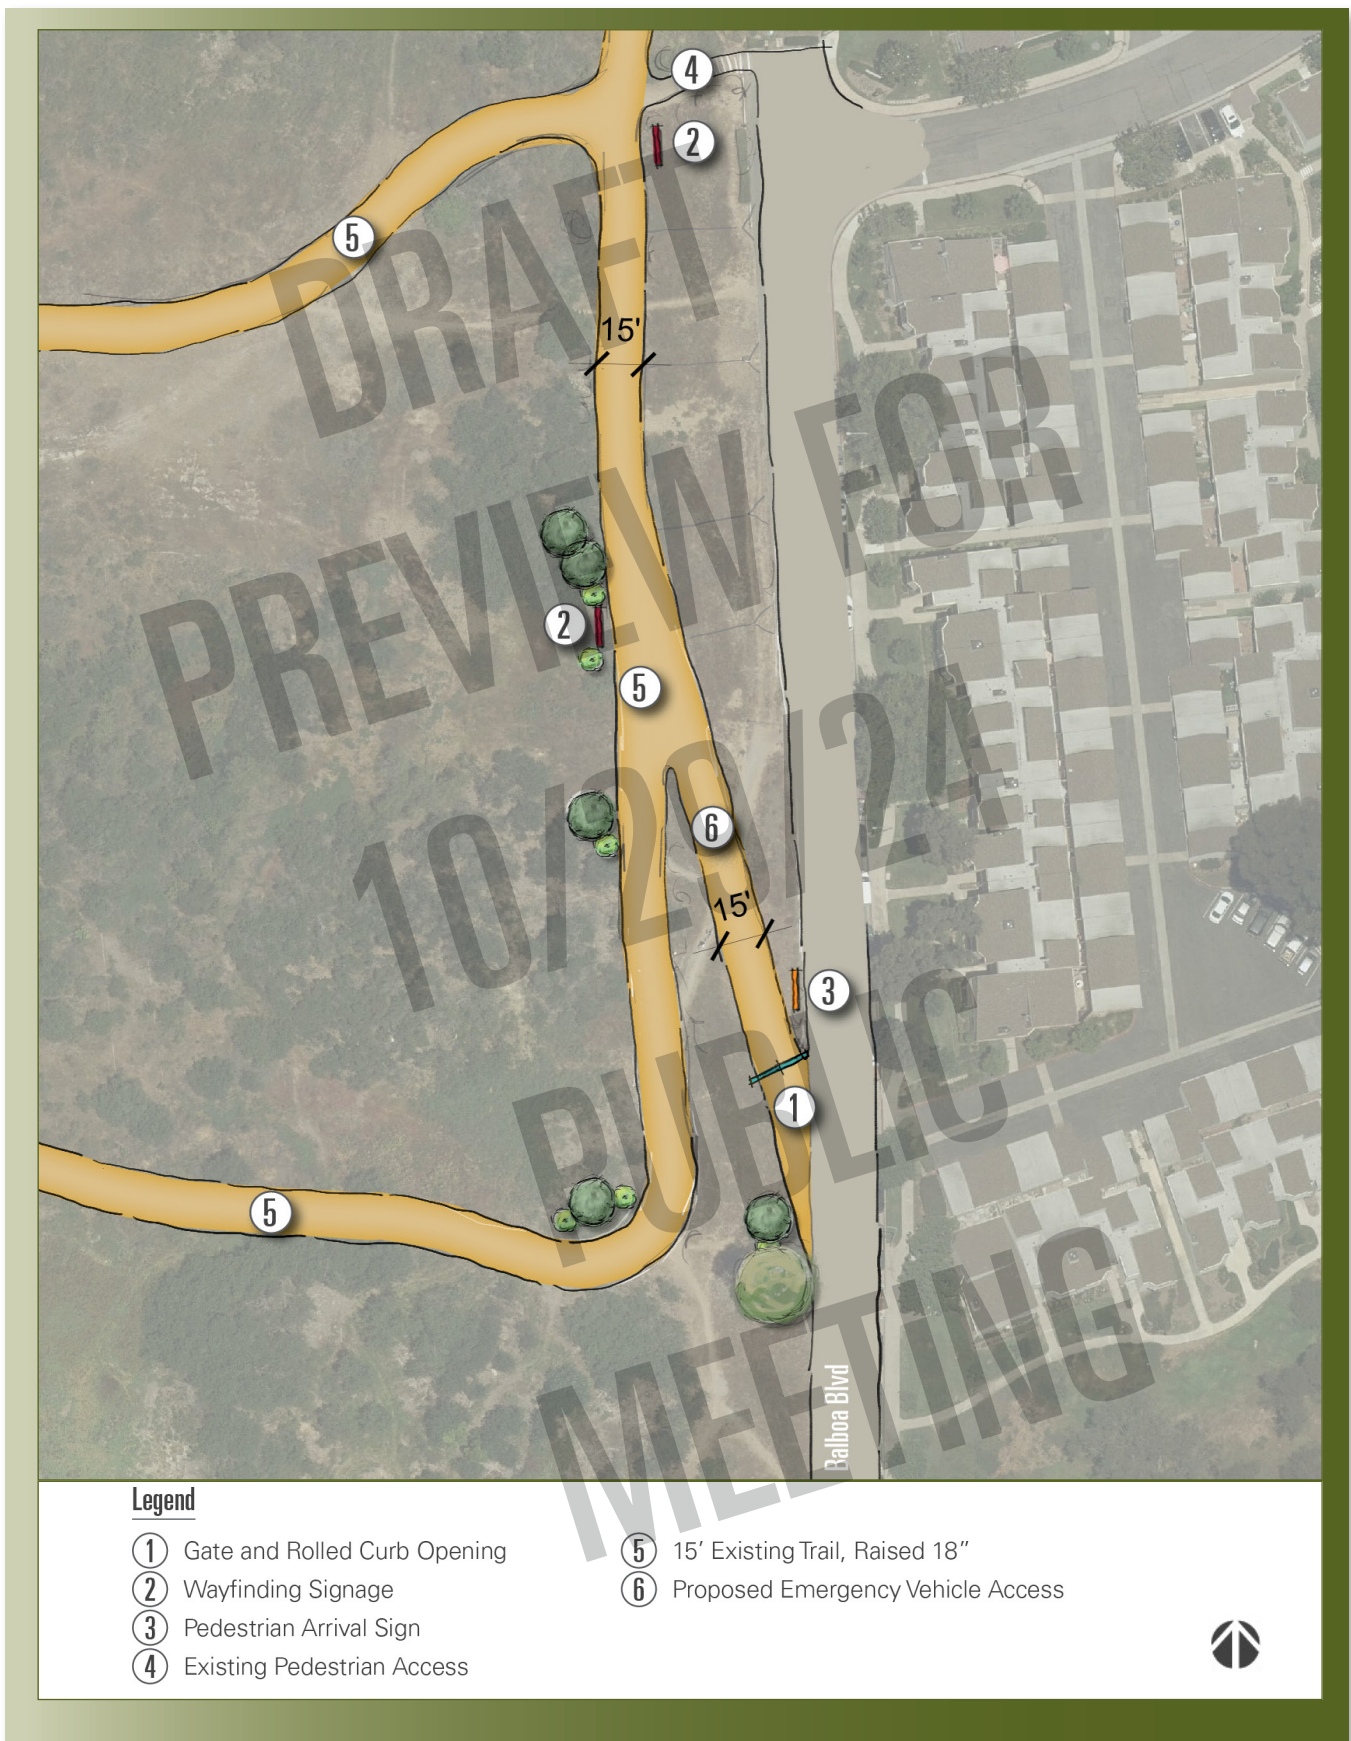 4
2
5
15'
2
5
6
15'
3
1
5
Balboa Blvd
DRAFT
PREVIEW FOR
10/29/24
PUBLIC
MEETING
Legend
1 Gate and Rolled Curb Opening
2 Wayfinding Signage
3 Pedestrian Arrival Sign
4 Existing Pedestrian Access
5 15’ Existing Trail, Raised 18”
6 Proposed Emergency Vehicle Access